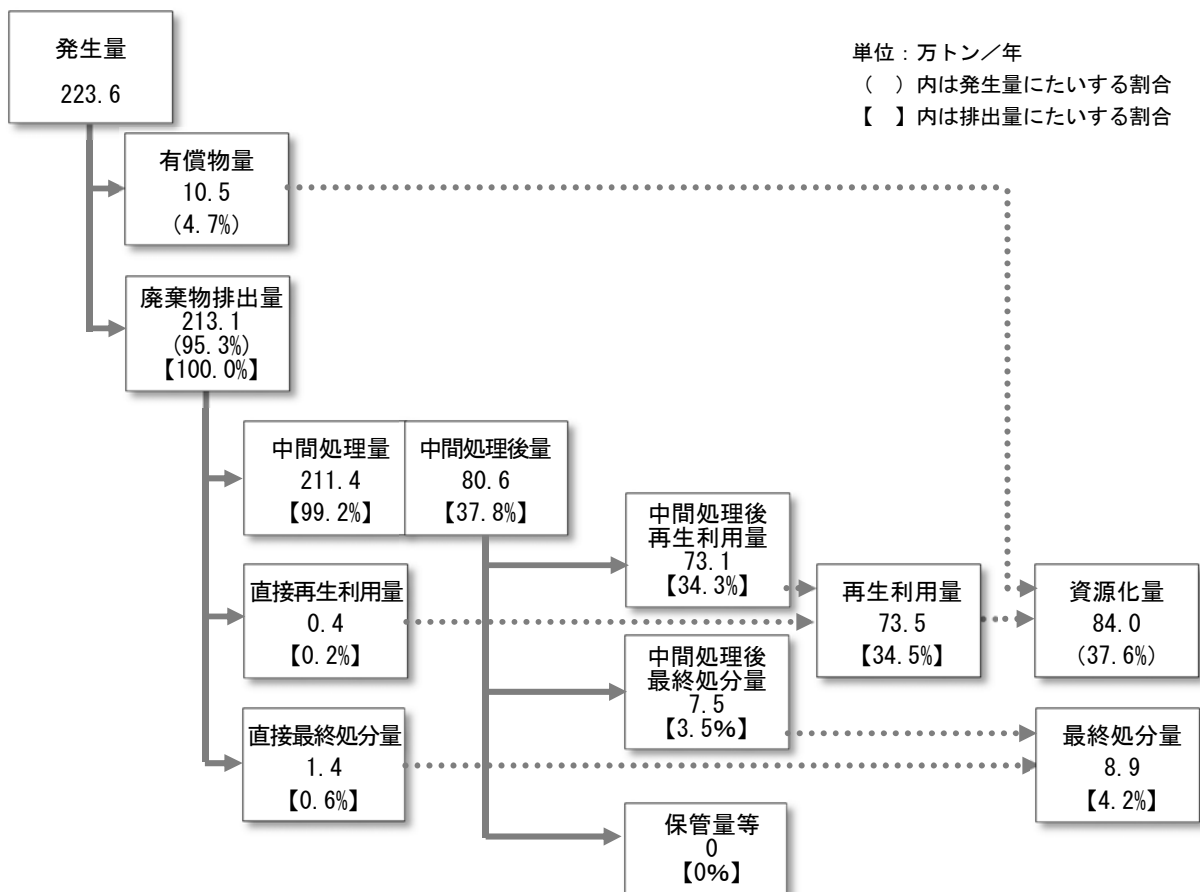 発生量
223.6
単位：万トン／年
（　）内は発生量にたいする割合
【　】内は排出量にたいする割合
有償物量
10.5
(4.7%)
廃棄物排出量
213.1
(95.3%)
【100.0%】
中間処理量
211.4
【99.2%】
中間処理後量
80.6
【37.8%】
中間処理後
再生利用量
73.1
【34.3%】
直接再生利用量
0.4
【0.2%】
再生利用量
73.5
【34.5%】
資源化量
84.0
(37.6%)
中間処理後
最終処分量
7.5
【3.5%】
直接最終処分量
1.4
【0.6%】
最終処分量
8.9
【4.2%】
保管量等
0
【0%】